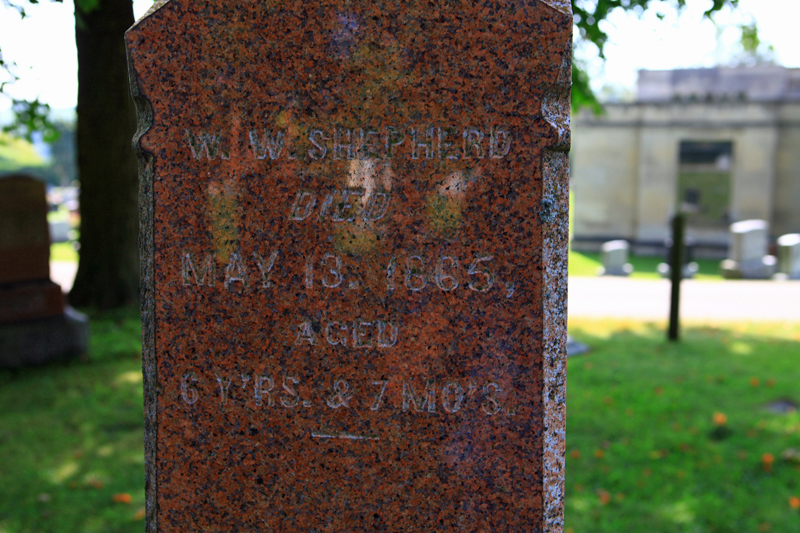 W. W. SHEPHERD
DIED
MAY 13. 1865,
AGED
6 Y'RS. & 7 MO'S.